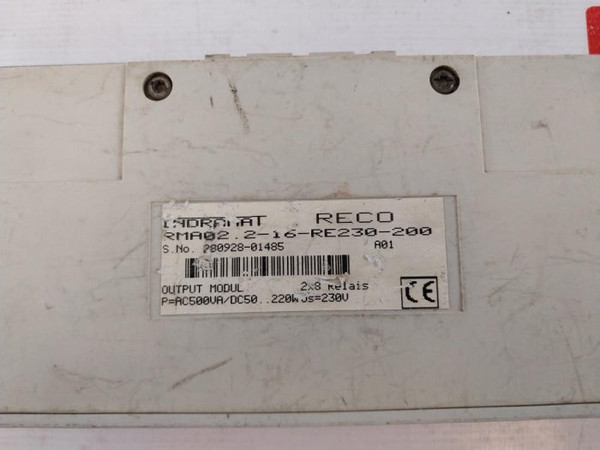 INDRAMAT RECO
RMA02.2-16-RE230-200
S.No. 280928-01485 A01
OUTPUT MODUL 2x8 Relais
P=AC500VA/DC50..220W Us=230V
CE